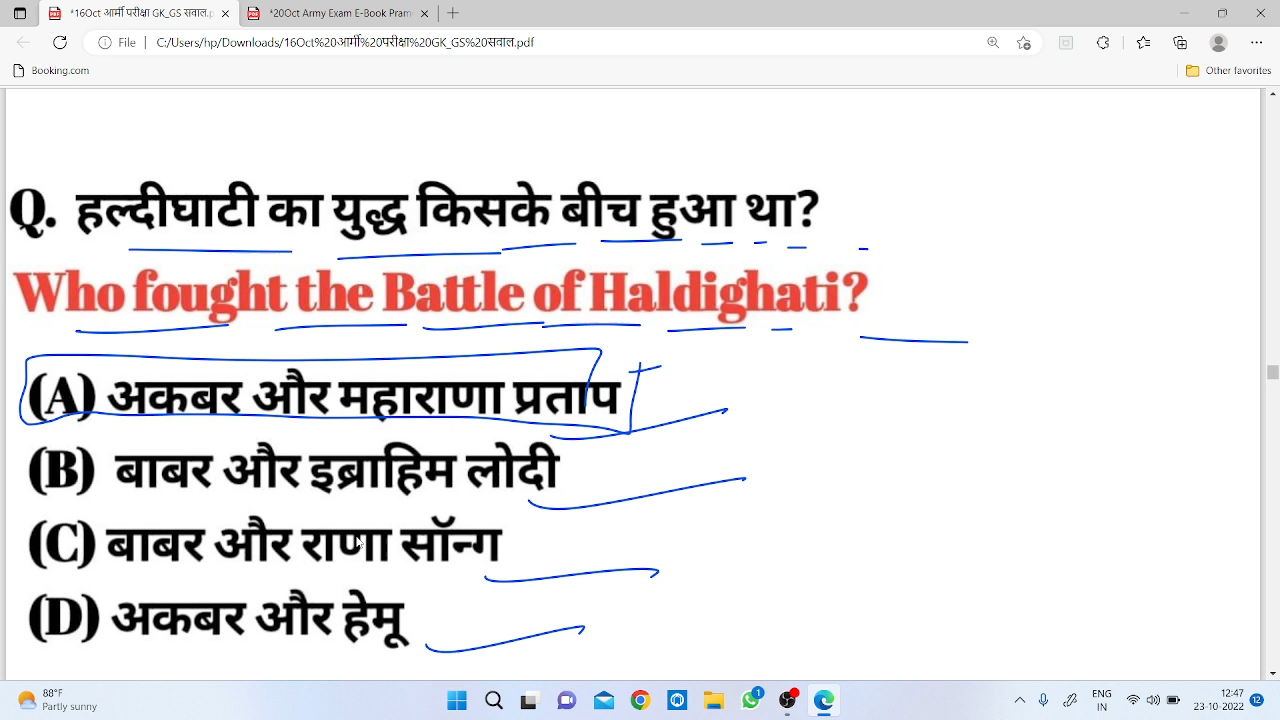 *16Oct आर्मी परीक्षा GK_GS सवाल.p
*20Oct Army Exam E-Book Pram
File C:/Users/hp/Downloads/16Oct%20आर्मी%20परीक्षा%20GK_GS%20सवाल.pdf
Booking.com
Other favorites
Q. हल्दीघाटी का युद्ध किसके बीच हुआ था?
Who fought the Battle of Haldighati?
(A) अकबर और महाराणा प्रताप
(B) बाबर और इब्राहिम लोदी
(C) बाबर और राणा सॉन्ग
(D) अकबर और हेमू
88°F
Partly sunny
1
ENG
IN
12:47
23-10-2022
12